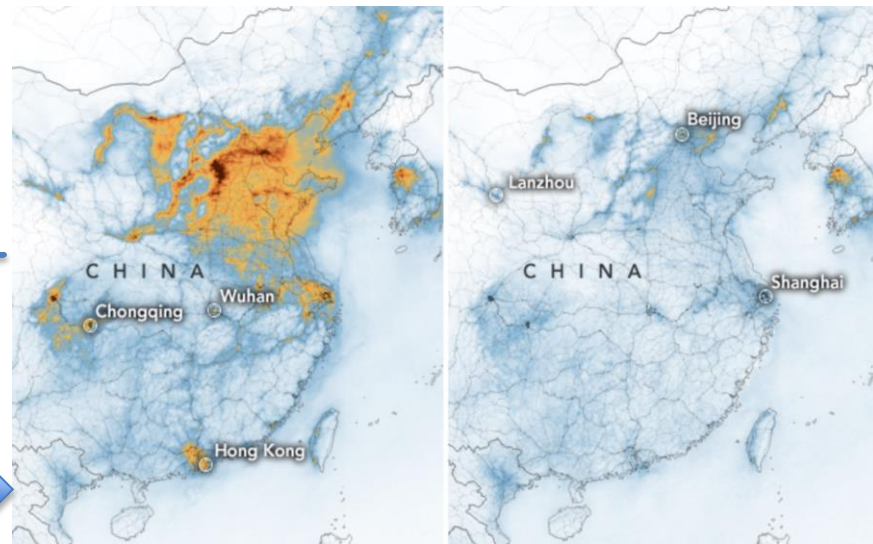 CHINA
Wuhan
Chongqing
Hong Kong
Beijing
Lanzhou
CHINA
Shanghai